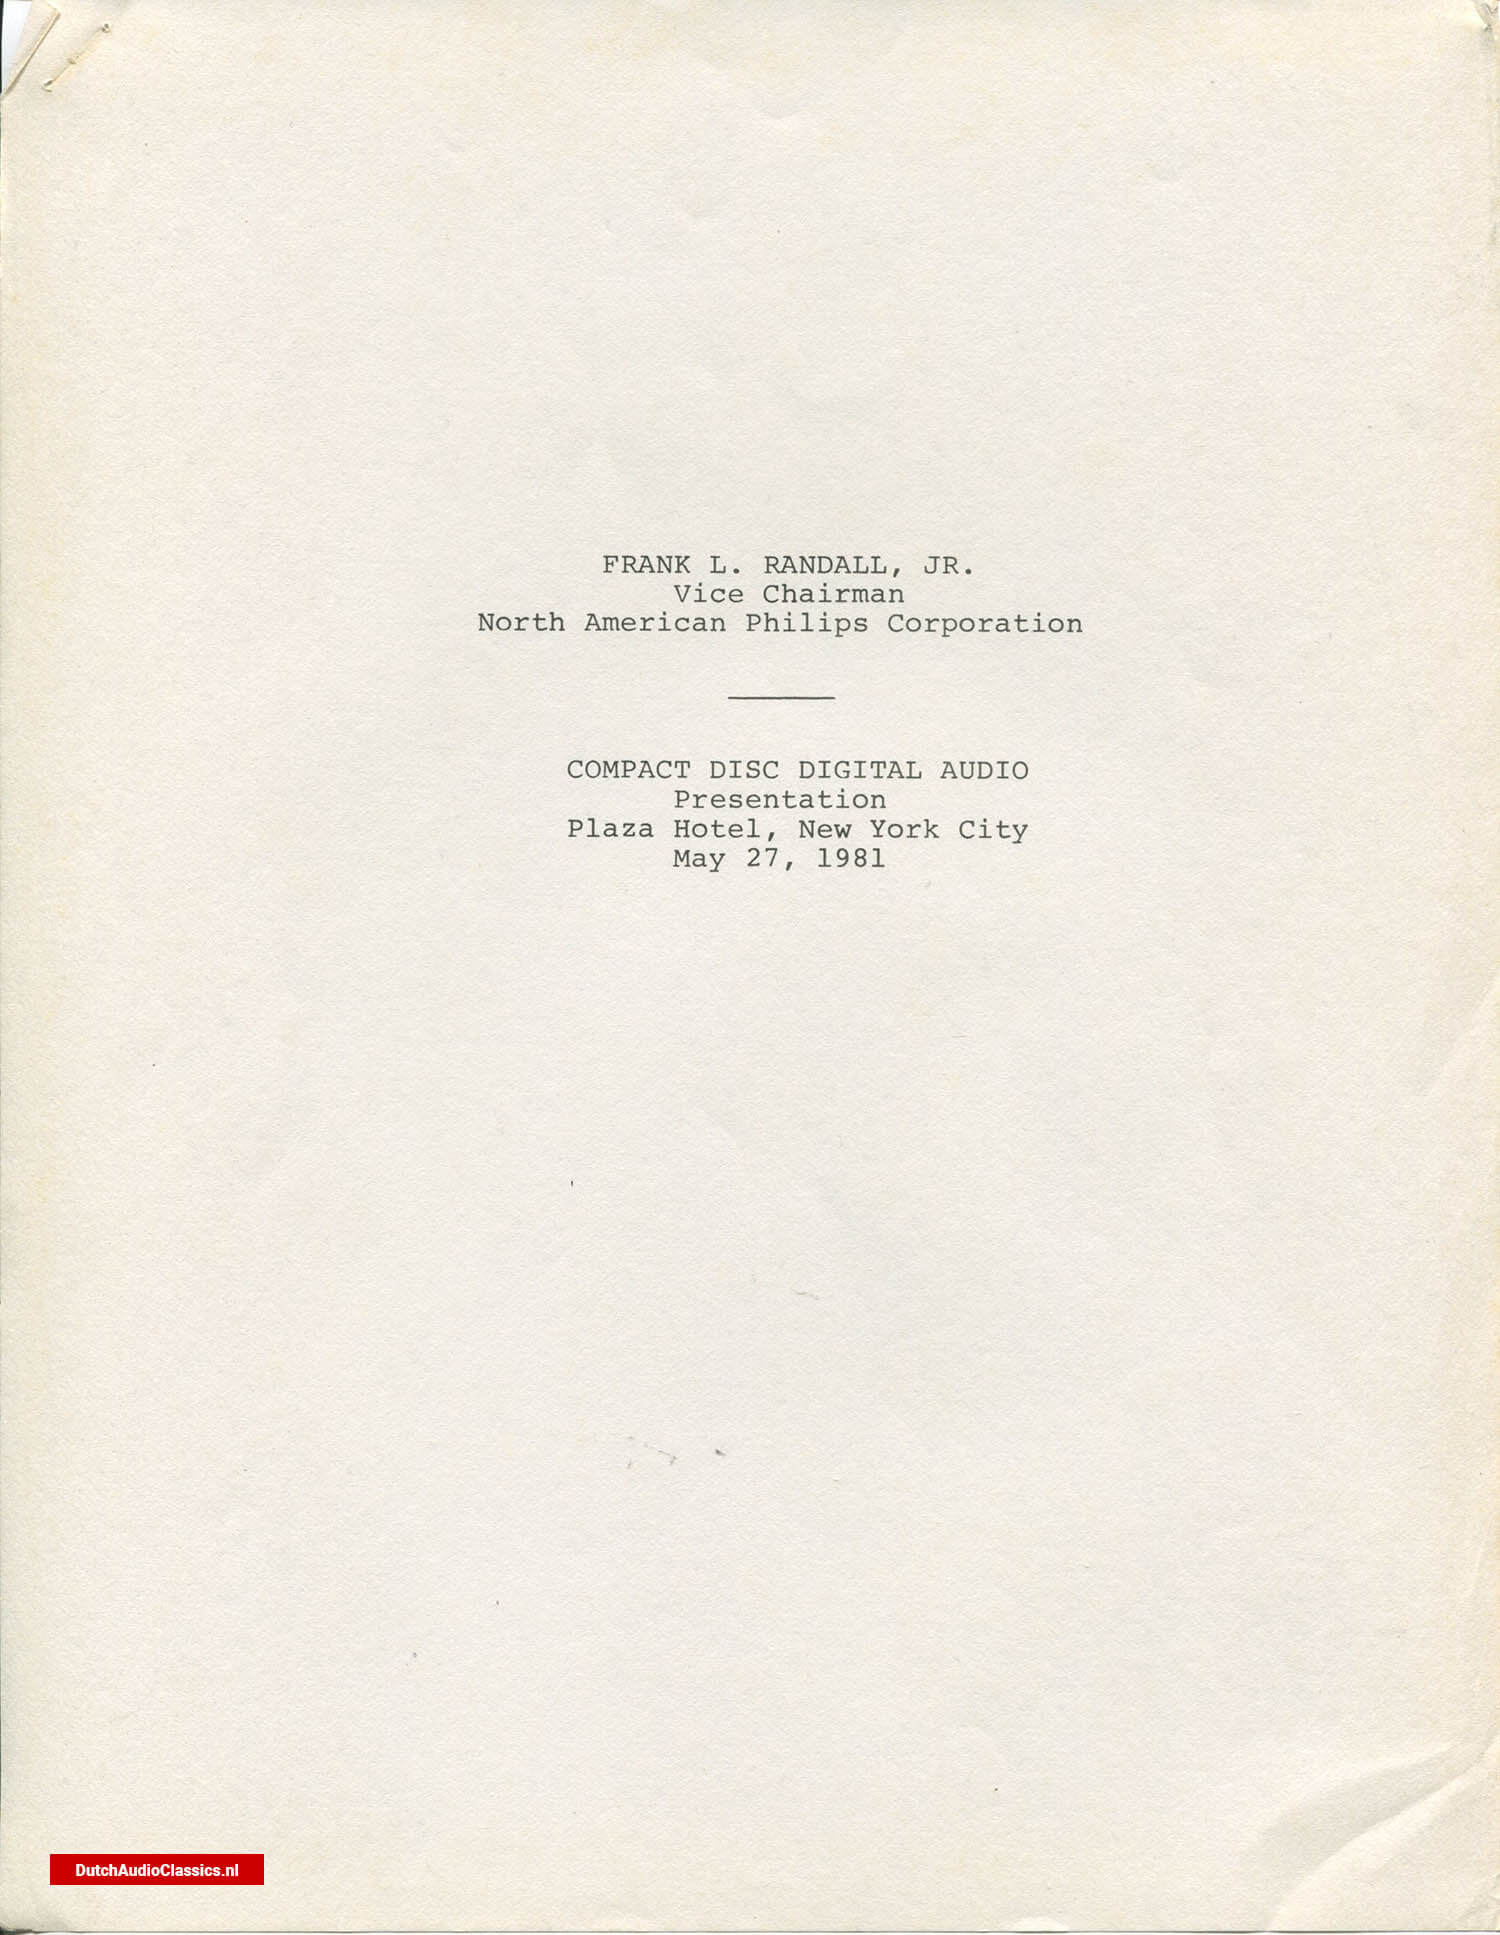 FRANK L. RANDALL, JR.
Vice Chairman
North American Philips Corporation
COMPACT DISC DIGITAL AUDIO
Presentation
Plaza Hotel, New York City
May 27, 1981
DutchAudioClassics.nl